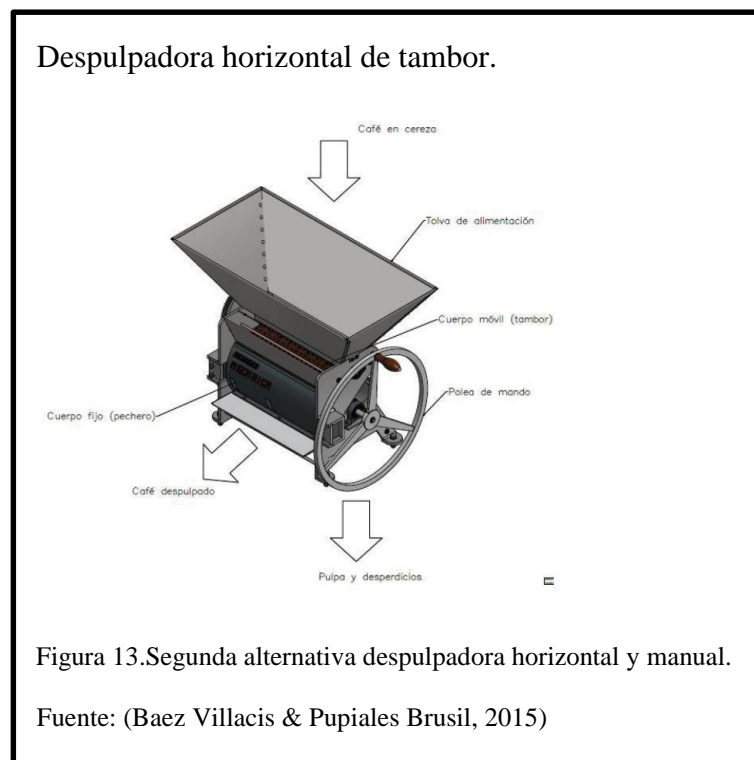 Despulpadora horizontal de tambor.
Café en cereza
Tolva de alimentación
Cuerpo móvil (tambor)
Polea de mando
Cuerpo fijo (pechero)
Café despulpado
Pulpa y desperdicios
Figura 13.Segunda alternativa despulpadora horizontal y manual.
Fuente: (Baez Villacis & Pupiales Brusil, 2015)